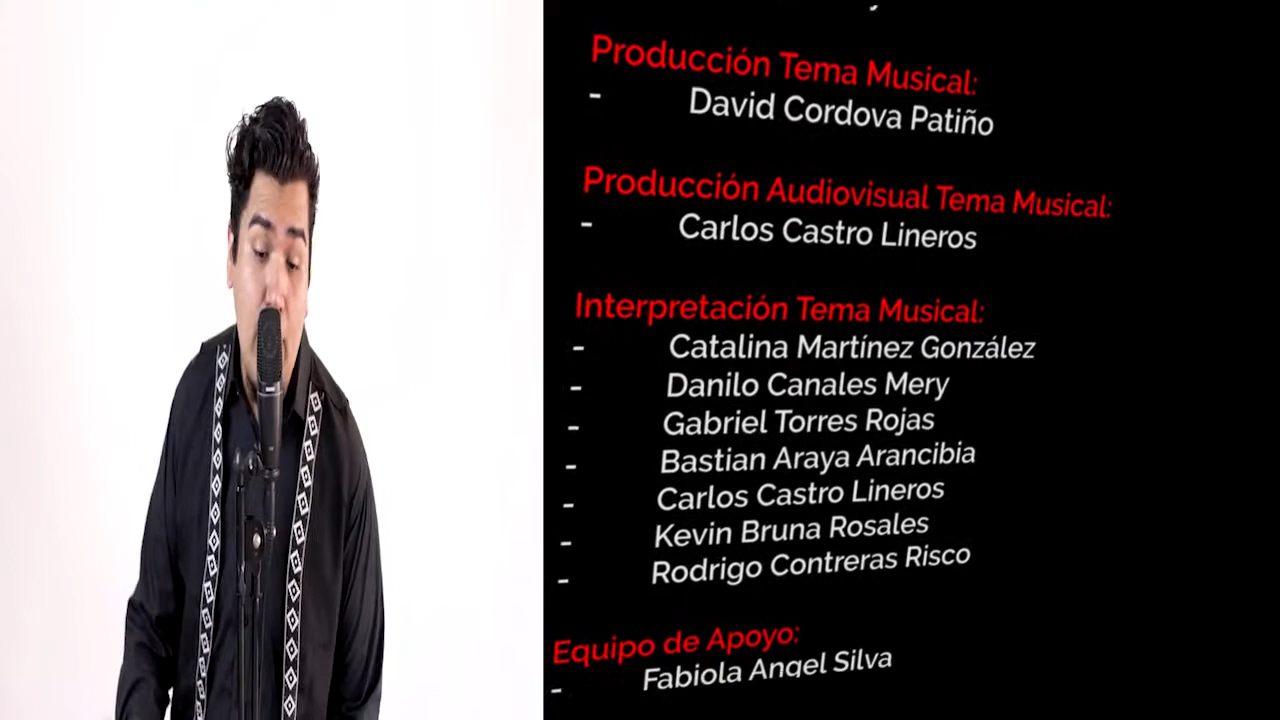 Producción Tema Musical:
- David Cordova Patiño
Producción Audiovisual Tema Musical:
- Carlos Castro Lineros
Interpretación Tema Musical:
- Catalina Martínez González
- Danilo Canales Mery
- Gabriel Torres Rojas
- Bastian Araya Arancibia
- Carlos Castro Lineros
- Kevin Bruna Rosales
- Rodrigo Contreras Risco
Equipo de Apoyo:
- Fabiola Angel Silva